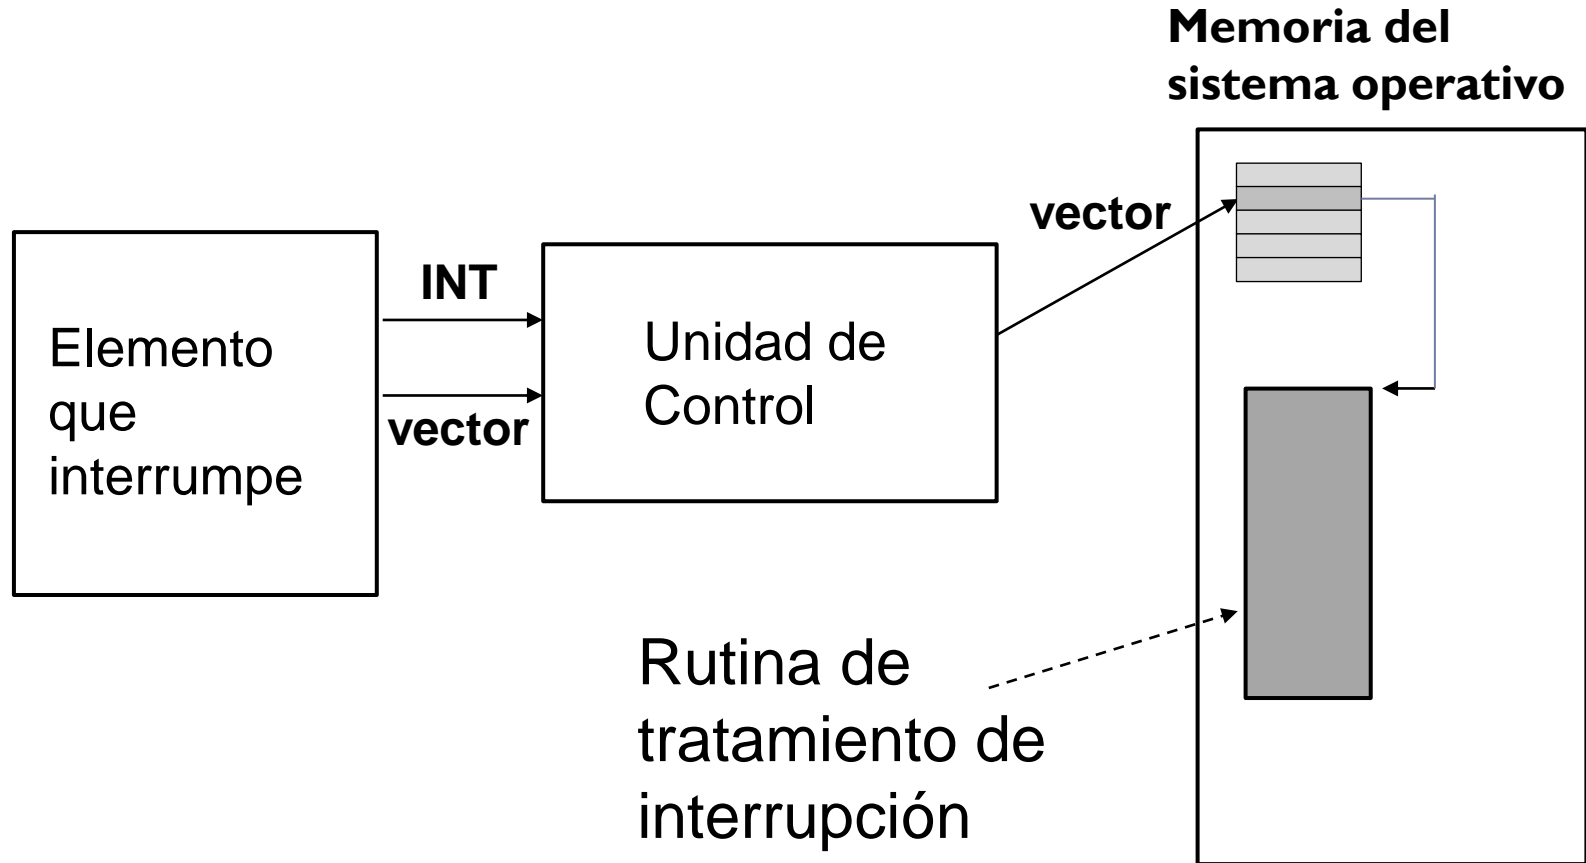 Memoria del
sistema operativo
vector
INT
vector
Elemento
que
interrumpe
Unidad de
Control
Rutina de
tratamiento de
interrupción